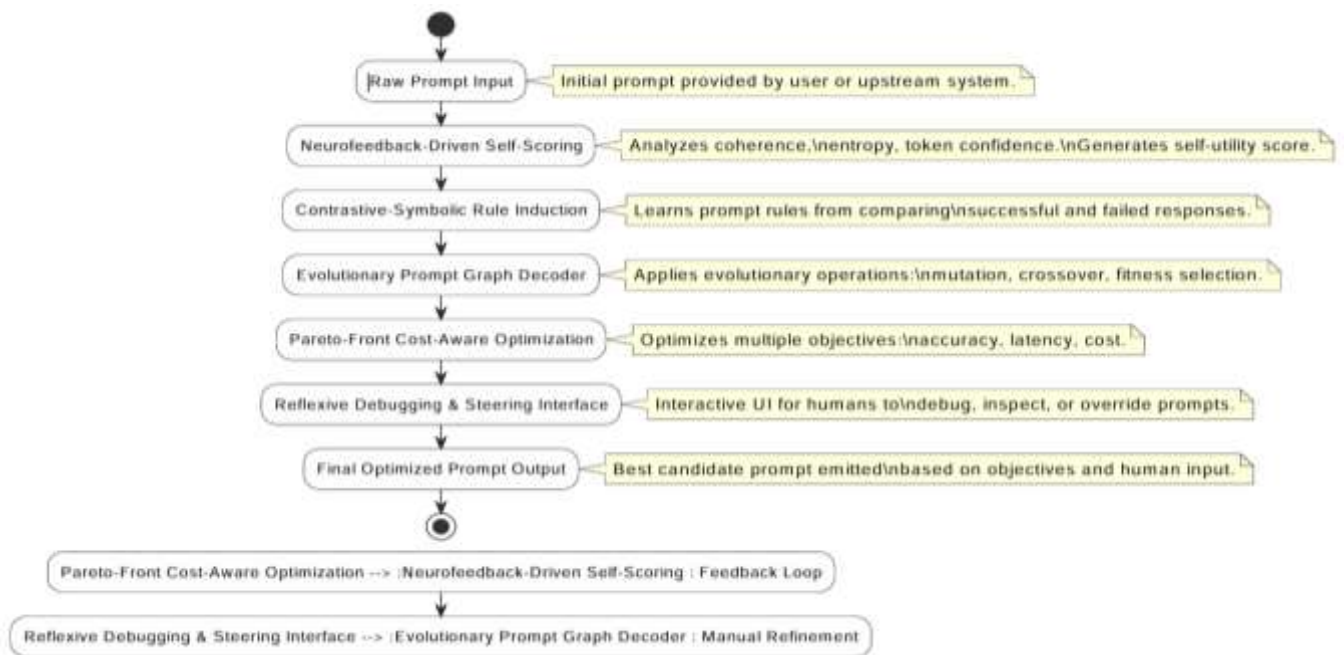 Raw Prompt Input
Initial prompt provided by user or upstream system.
Neurofeedback-Driven Self-Scoring
Analyzes coherence,\nentropy, token confidence.\nGenerates self-utility score.
Contrastive-Symbolic Rule Induction
Learns prompt rules from comparing\nsuccessful and failed responses.
Evolutionary Prompt Graph Decoder
Applies evolutionary operations:\nmutation, crossover, fitness selection.
Pareto-Front Cost-Aware Optimization
Optimizes multiple objectives:\naccuracy, latency, cost.
Reflexive Debugging & Steering Interface
Interactive UI for humans to\ndebug, inspect, or override prompts.
Final Optimized Prompt Output
Best candidate prompt emitted\nbased on objectives and human input.
Pareto-Front Cost-Aware Optimization --> :Neurofeedback-Driven Self-Scoring : Feedback Loop
Reflexive Debugging & Steering Interface --> :Evolutionary Prompt Graph Decoder : Manual Refinement